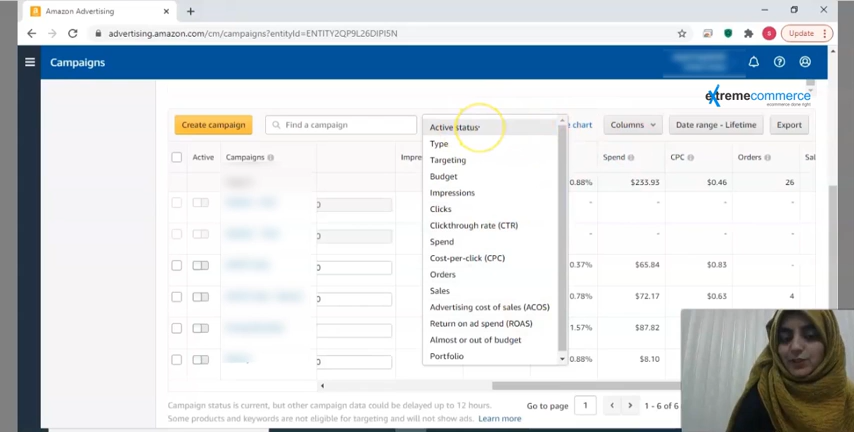 Amazon Advertising
advertising.amazon.com/cm/campaigns?entityId=ENTITY2QP9L26DIPI5N
Update
Campaigns
extremecommerce
ecommerce done right
Create campaign
Find a campaign
Active status
chart
Columns
Date range - Lifetime
Export
Active
Campaigns
Impre
Type
Targeting
Budget
Impressions
Clicks
Clickthrough rate (CTR)
Spend
Cost-per-click (CPC)
Orders
Sales
Advertising cost of sales (ACOS)
Return on ad spend (ROAS)
Almost or out of budget
Portfolio
Spend CPC Orders Sal
0.88% $233.93 $0.46 26
- - -
- - -
0.37% $65.84 $0.83 -
0.78% $72.17 $0.63 4
1.57% $87.82
0.88% $8.10
Campaign status is current, but other campaign data could be delayed up to 12 hours.
Some products and keywords are not eligible for targeting and will not show ads. Learn more
Go to page 1 1 - 6 of 6